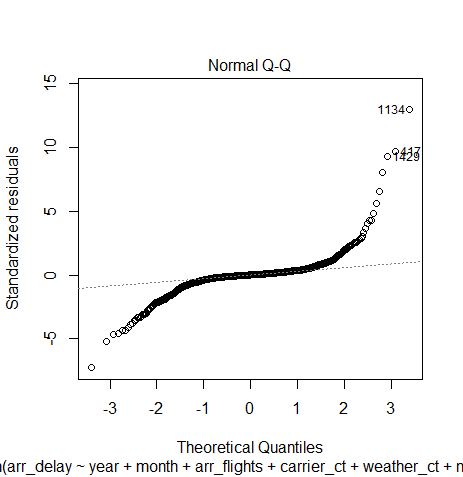 Normal Q-Q
15
10
5
0
-5
Standardized residuals
1134
417
1429
-3 -2 -1 0 1 2 3
Theoretical Quantiles
(arr_delay ~ year + month + arr_flights + carrier_ct + weather_ct + n